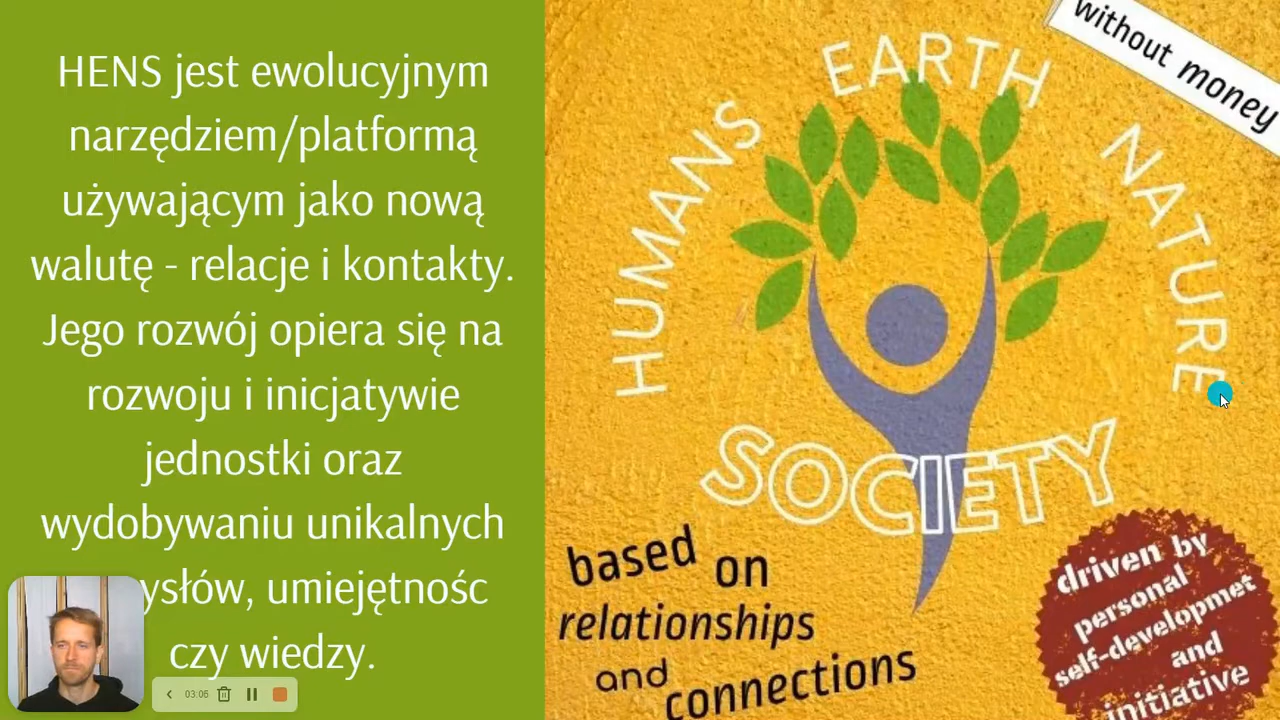 HENS jest ewolucyjnym
narzędziem/platformą
używającym jako nową
walutę - relacje i kontakty.
Jego rozwój opiera się na
rozwoju i inicjatywie
jednostki oraz
wydobywaniu unikalnych
ysłów, umiejętnośc
czy wiedzy.
03:06
without money
HUMANS EARTH NATURE
SOCIETY
based on
relationships
and
connections
driven by
personal
self-developmet
and
initiative